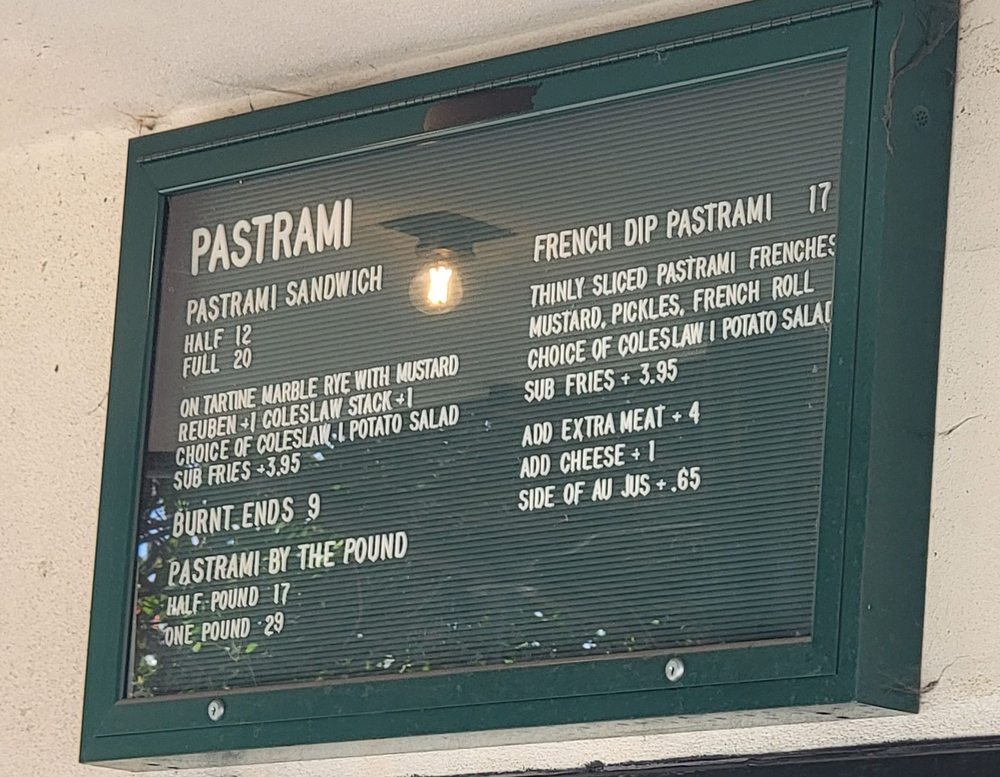 PASTRAMI
PASTRAMI SANDWICH
HALF 12
FULL 20
ON TARTINE MARBLE RYE WITH MUSTARD
REUBEN +1 COLESLAW STACK +1
CHOICE OF COLESLAW | POTATO SALAD
SUB FRIES +3.95
BURNT ENDS 9
PASTRAMI BY THE POUND
HALF POUND 17
ONE POUND 29
FRENCH DIP PASTRAMI 17
THINLY SLICED PASTRAMI FRENCHES
MUSTARD, PICKLES, FRENCH ROLL
CHOICE OF COLESLAW | POTATO SALAD
SUB FRIES + 3.95
ADD EXTRA MEAT + 4
ADD CHEESE + 1
SIDE OF AU JUS + .65